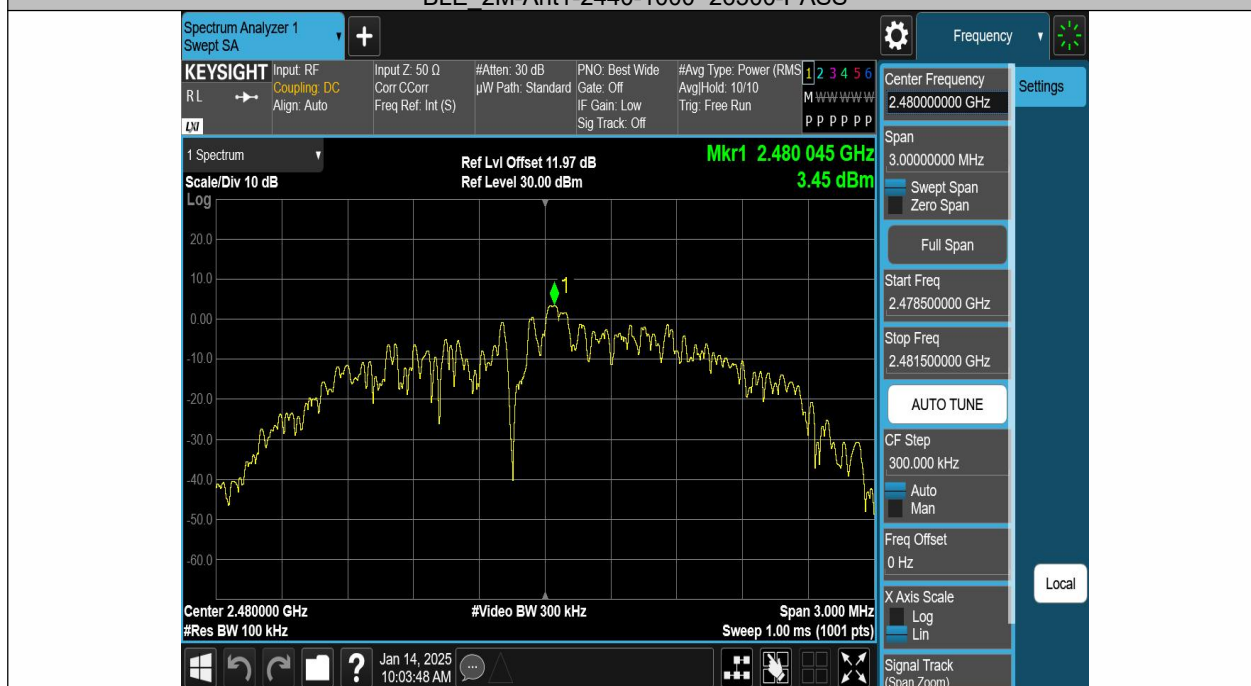 Spectrum Analyzer 1
Swept SA
Frequency
KEYSIGHT
RL
LXI
Input: RF
Coupling: DC
Align: Auto
Input Z: 50 Ω
Corr CCorr
Freq Ref: Int (S)
#Atten: 30 dB
µW Path: Standard
PNO: Best Wide
Gate: Off
IF Gain: Low
Sig Track: Off
#Avg Type: Power (RMS
Avg|Hold: 10/10
Trig: Free Run
1 2 3 4 5 6
M W W W W W
P P P P P P
1 Spectrum
Scale/Div 10 dB
Log
Ref Lvl Offset 11.97 dB
Ref Level 30.00 dBm
Mkr1 2.480 045 GHz
3.45 dBm
20.0
10.0
0.00
-10.0
-20.0
-30.0
-40.0
-50.0
-60.0
1
Center 2.480000 GHz
#Res BW 100 kHz
#Video BW 300 kHz
Span 3.000 MHz
Sweep 1.00 ms (1001 pts)
Center Frequency
2.480000000 GHz
Settings
Span
3.00000000 MHz
Swept Span
Zero Span
Full Span
Start Freq
2.478500000 GHz
Stop Freq
2.481500000 GHz
AUTO TUNE
CF Step
300.000 kHz
Auto
Man
Freq Offset
0 Hz
Local
X Axis Scale
Log
Lin
Signal Track
(Span Zoom)
?
Jan 14, 2025
10:03:48 AM